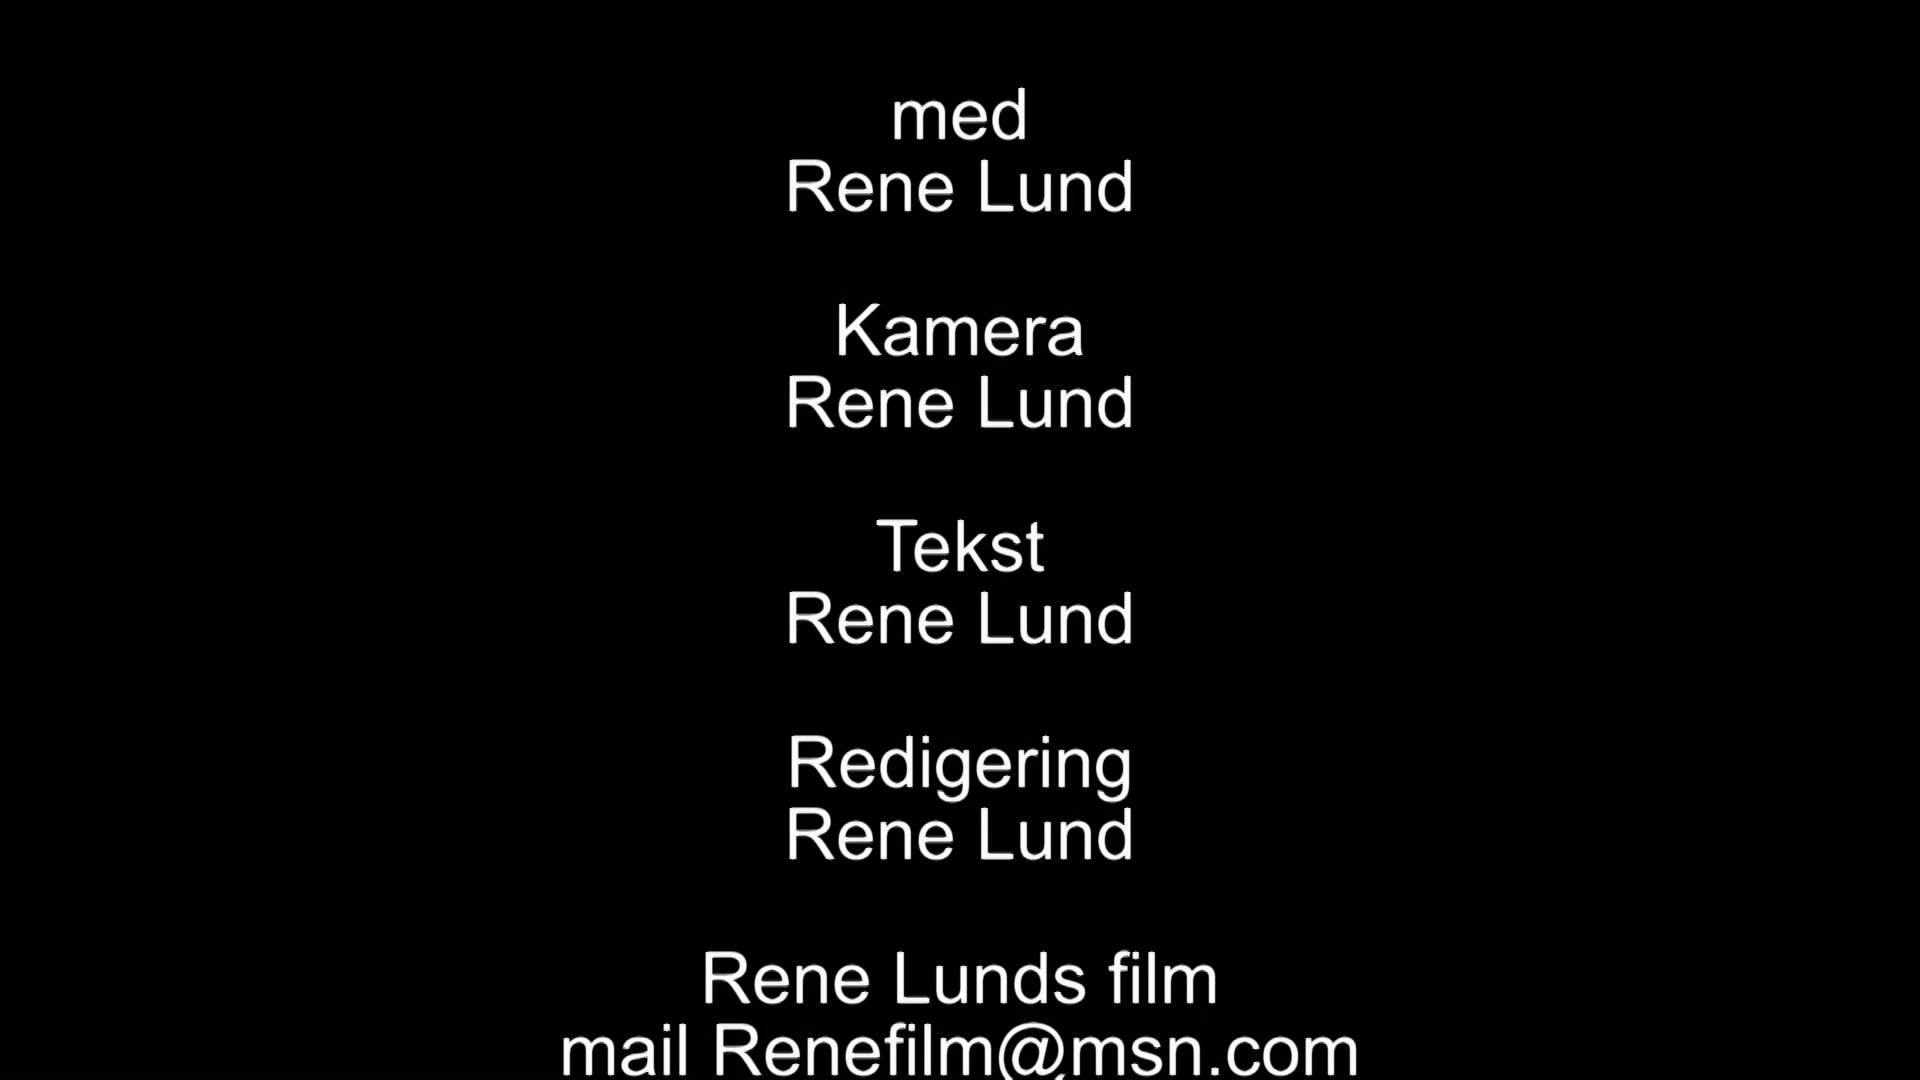 med
Rene Lund
Kamera
Rene Lund
Tekst
Rene Lund
Redigering
Rene Lund
Rene Lunds film
mail Renefilm@msn.com